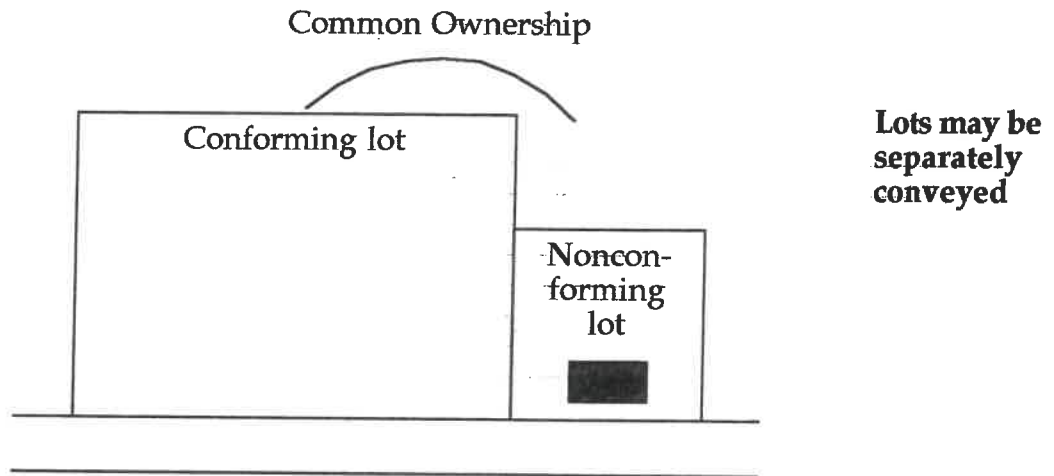 Common Ownership
Conforming lot
Lots may be
separately
conveyed
Noncon-
forming
lot